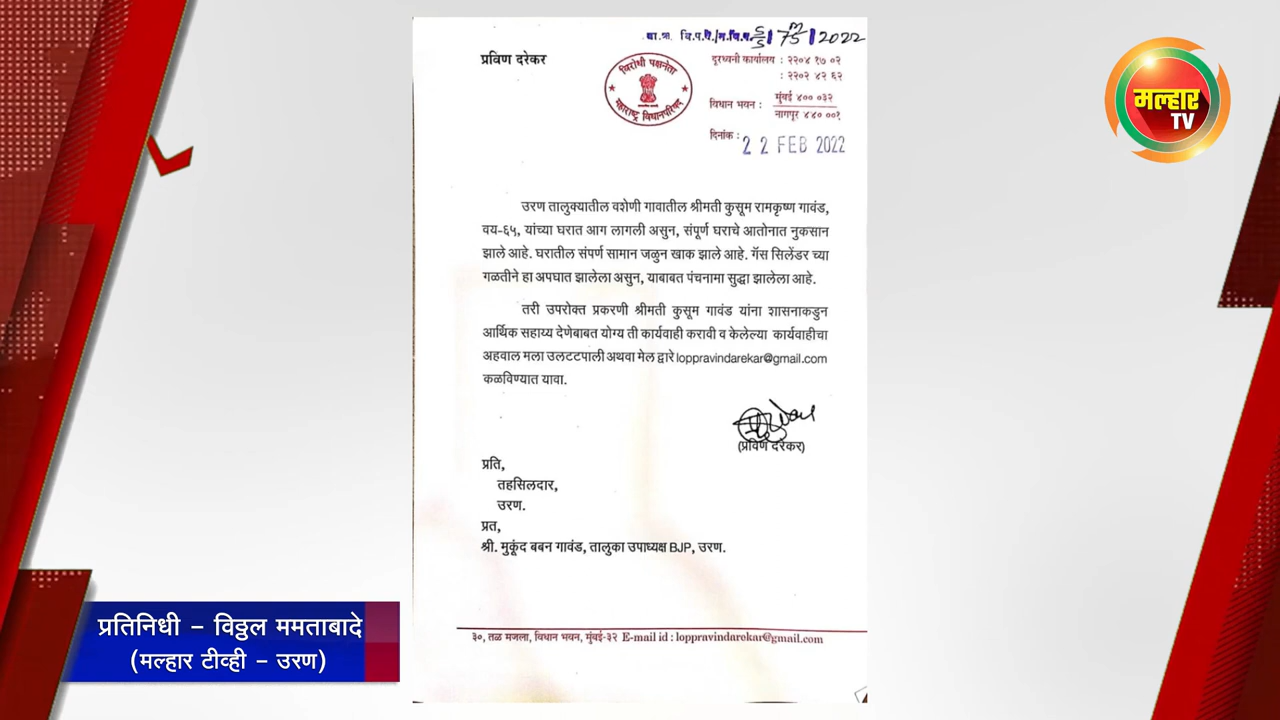 जा.क्र. वि.प.ने/म.वि.प. 2022
प्रविण दरेकर
विरोधी पक्षनेता
महाराष्ट्र विधानपरिषद
दूरध्वनी कार्यालय : २२०४ १७ ०२
: २२०२ ४२ ६२
विधान भवन : मुंबई ४०० ०३२
नागपूर ४४० ००१
दिनांक : 22 FEB 2022
मल्हार
TV
उरण तालुक्यातील वशेणी गावातील श्रीमती कुसूम रामकृष्ण गावंड,
वय-६५, यांच्या घरात आग लागली असुन, संपूर्ण घराचे आतोनात नुकसान
झाले आहे. घरातील संपर्ण सामान जळुन खाक झाले आहे. गॅस सिलेंडर च्या
गळतीने हा अपघात झालेला असुन, याबाबत पंचनामा सुद्धा झालेला आहे.
तरी उपरोक्त प्रकरणी श्रीमती कुसूम गावंड यांना शासनाकडुन
आर्थिक सहाय्य देणेबाबत योग्य ती कार्यवाही करावी व केलेल्या कार्यवाहीचा
अहवाल मला उलटटपाली अथवा मेल द्वारे loppravindarekar@gmail.com
कळविण्यात यावा.
(प्रविण दरेकर)
प्रति,
तहसिलदार,
उरण.
प्रत,
श्री. मुकूंद बबन गावंड, तालुका उपाध्यक्ष BJP, उरण.
३०, तळ मजला, विधान भवन, मुंबई-३२ E-mail id : loppravindarekar@gmail.com
प्रतिनिधी – विठ्ठल ममताबादे
(मल्हार टीव्ही – उरण)